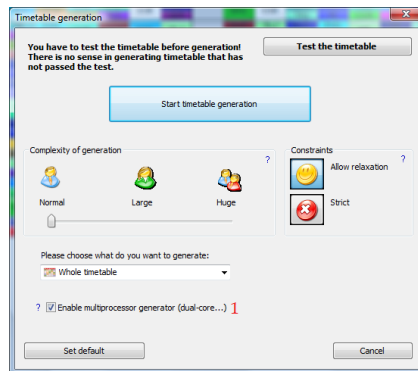 Timetable generation
You have to test the timetable before generation!
There is no sense in generating timetable that has
not passed the test.
Test the timetable
Start timetable generation
Complexity of generation
?
Normal
Large
Huge
Constraints
?
Allow relaxation
Strict
Please choose what do you want to generate:
Whole timetable
? Enable multiprocessor generator (dual-core...) 1
Set default
Cancel